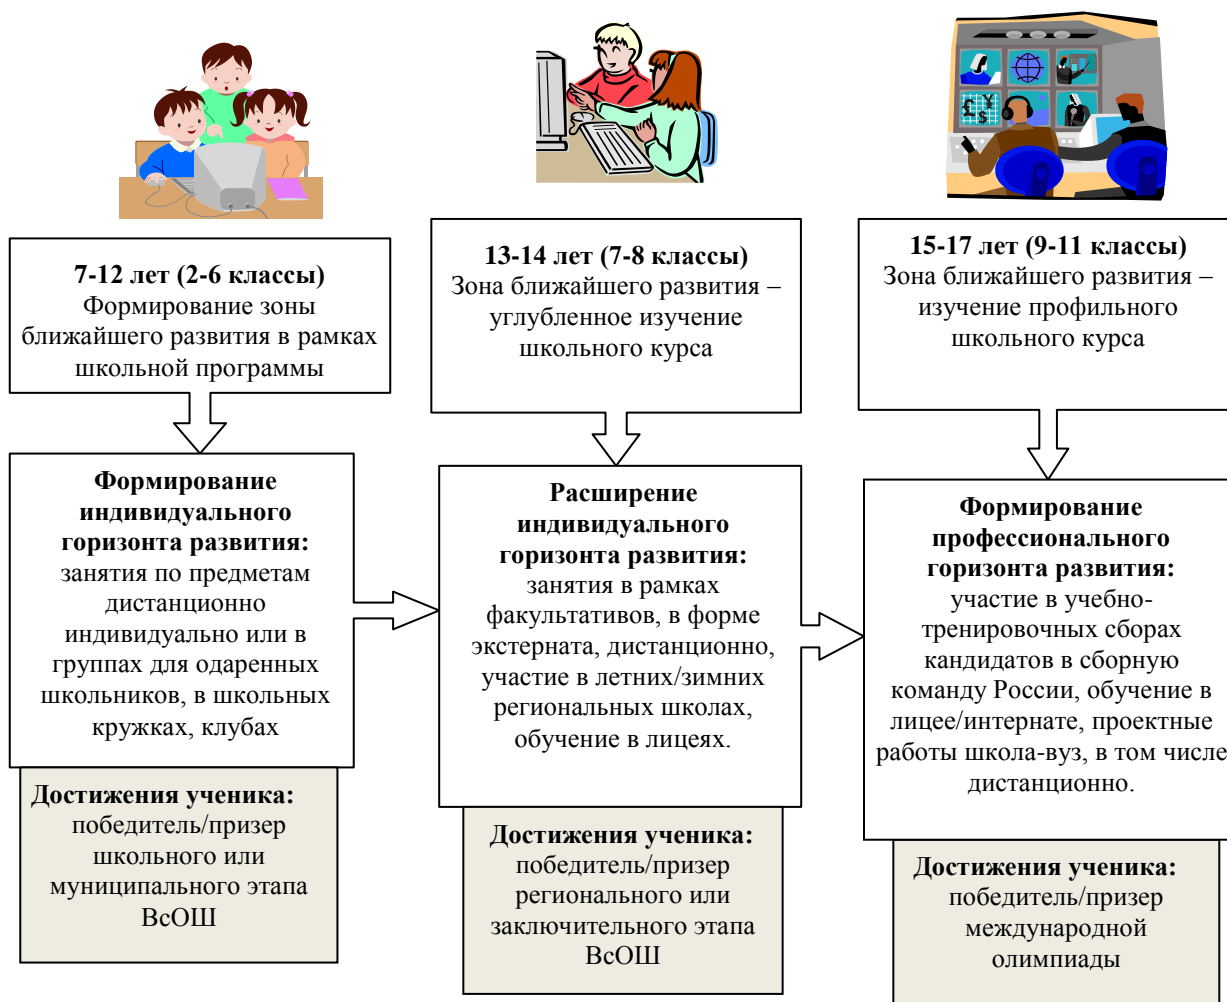 7-12 лет (2-6 классы)
Формирование зоны
ближайшего развития в рамках
школьной программы
13-14 лет (7-8 классы)
Зона ближайшего развития –
углубленное изучение
школьного курса
15-17 лет (9-11 классы)
Зона ближайшего развития –
изучение профильного
школьного курса
Формирование
индивидуального
горизонта развития:
занятия по предметам
дистанционно
индивидуально или в
группах для одаренных
школьников, в школьных
кружках, клубах
Расширение
индивидуального
горизонта развития:
занятия в рамках
факультативов, в форме
экстерната, дистанционно,
участие в летних/зимних
региональных школах,
обучение в лицеях.
Формирование
профессионального
горизонта развития:
участие в учебно-
тренировочных сборах
кандидатов в сборную
команду России, обучение в
лицее/интернате, проектные
работы школа-вуз, в том числе
дистанционно.
Достижения ученика:
победитель/призер
школьного или
муниципального этапа
ВсОШ
Достижения ученика:
победитель/призер
регионального или
заключительного этапа
ВсОШ
Достижения ученика:
победитель/призер
международной
олимпиады